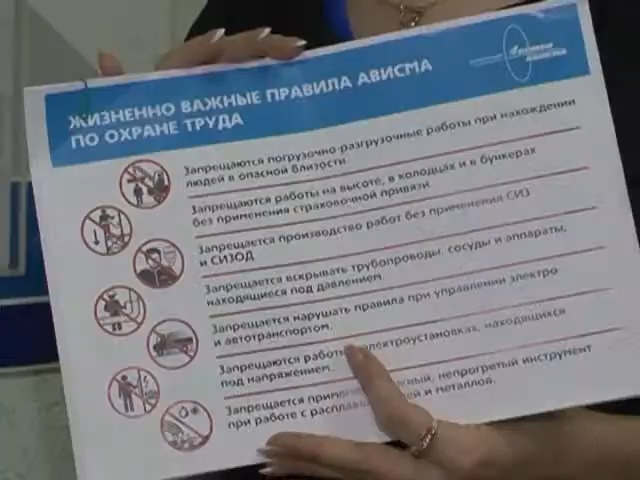 ависма
ЖИЗНЕННО ВАЖНЫЕ ПРАВИЛА АВИСМА
ПО ОХРАНЕ ТРУДА
Запрещаются погрузочно-разгрузочные работы при нахождении
людей в опасной близости.
Запрещаются работы на высоте, в колодцах и в бункерах
без применения страховочной привязи
Запрещается производство работ без применения СИЗ
и СИЗОД
Запрещается вскрывать трубопроводы, сосуды и аппараты,
находящиеся под давлением.
Запрещается нарушать правила при управлении электро
и автотранспортом.
Запрещаются работы электроустановках, находящихся
под напряжением.
Запрещается непрогретый инструмент
при работе с и металлов.